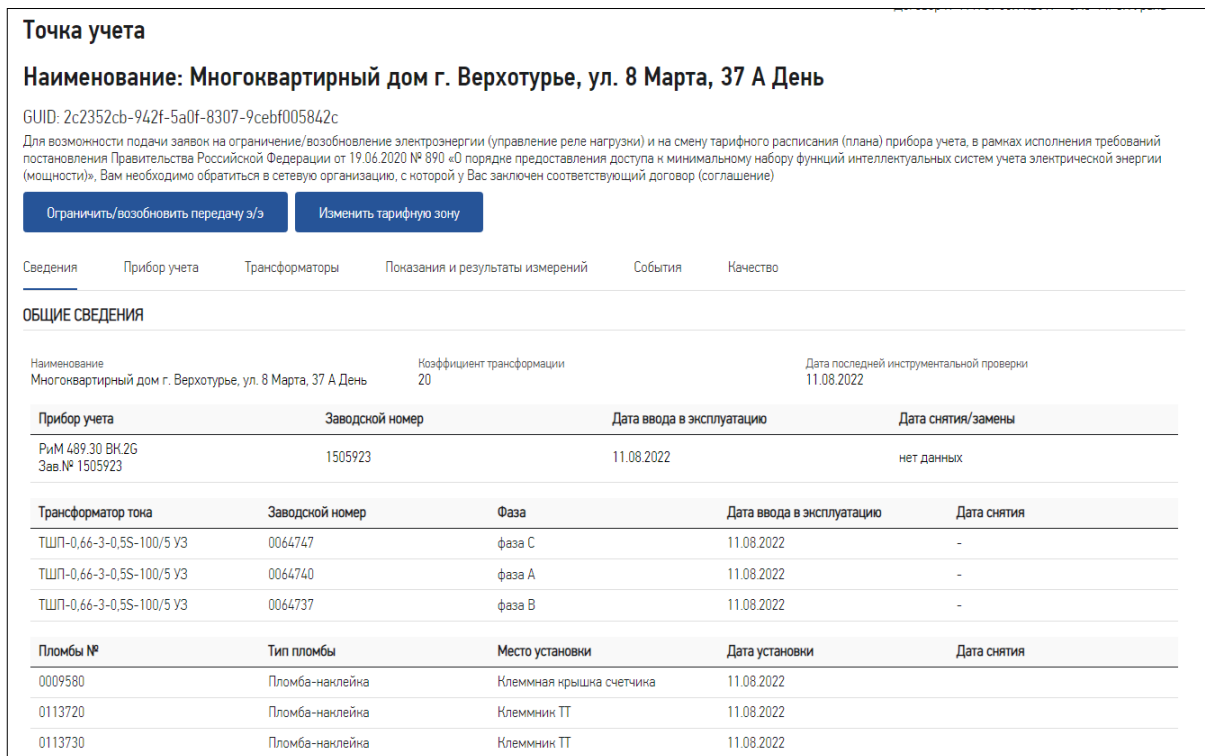 Точка учета
Наименование: Многоквартирный дом г. Верхотурье, ул. 8 Марта, 37 А День
GUID: 2c2352cb-942f-5a0f-8307-9cebf005842c
Для возможности подачи заявок на ограничение/возобновление электроэнергии (управление реле нагрузки) и на смену тарифного расписания (плана) прибора учета, в рамках исполнения требований
постановления Правительства Российской Федерации от 19.06.2020 № 890 «О порядке предоставления доступа к минимальному набору функций интеллектуальных систем учета электрической энергии
(мощности)», Вам необходимо обратиться в сетевую организацию, с которой у Вас заключен соответствующий договор (соглашение)
Ограничить/возобновить передачу э/э Изменить тарифную зону
Сведения Прибор учета Трансформаторы Показания и результаты измерений События Качество
ОБЩИЕ СВЕДЕНИЯ
Наименование Коэффициент трансформации Дата последней инструментальной проверки
Многоквартирный дом г. Верхотурье, ул. 8 Марта, 37 А День 20 11.08.2022
Прибор учета Заводской номер Дата ввода в эксплуатацию Дата снятия/замены
РиМ 489.30 ВК.2G
Зав.№ 1505923 1505923 11.08.2022 нет данных
Трансформатор тока Заводской номер Фаза Дата ввода в эксплуатацию Дата снятия
ТШП-0,66-3-0,5S-100/5 У3 0064747 фаза C 11.08.2022 -
ТШП-0,66-3-0,5S-100/5 У3 0064740 фаза A 11.08.2022 -
ТШП-0,66-3-0,5S-100/5 У3 0064737 фаза B 11.08.2022 -
Пломбы № Тип пломбы Место установки Дата установки Дата снятия
0009580 Пломба-наклейка Клеммная крышка счетчика 11.08.2022
0113720 Пломба-наклейка Клеммник ТТ 11.08.2022
0113730 Пломба-наклейка Клеммник ТТ 11.08.2022